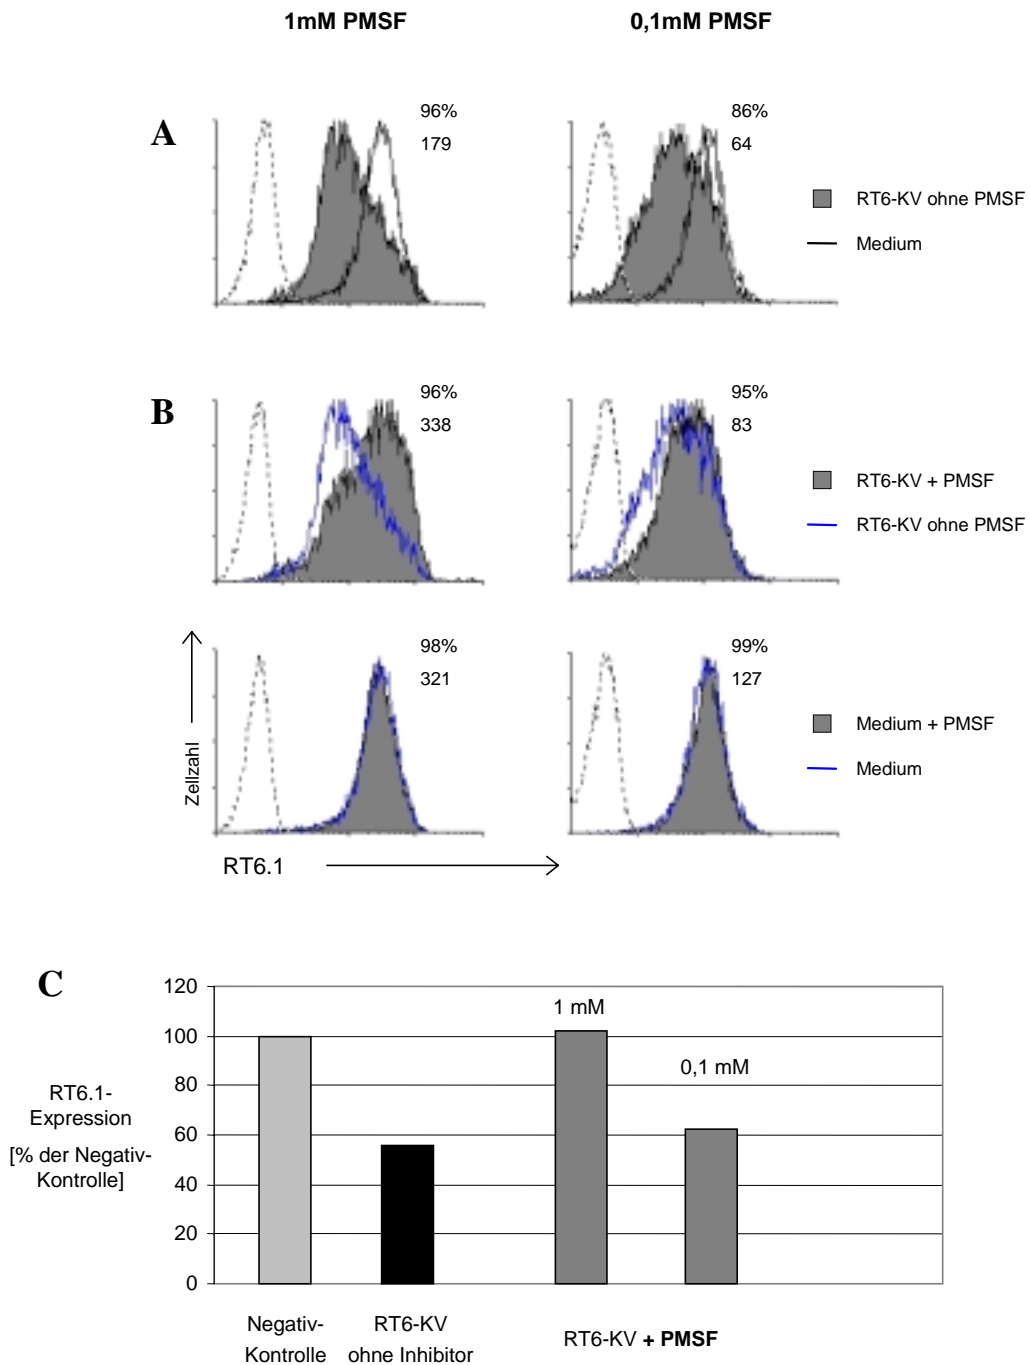 1mM PMSF
0,1mM PMSF
A
96%
179
86%
64
RT6-KV ohne PMSF
Medium
B
96%
338
95%
83
RT6-KV + PMSF
RT6-KV ohne PMSF
98%
321
99%
127
Medium + PMSF
Medium
Zellzahl
RT6.1
C
120
100
80
60
40
20
0
RT6.1-
Expression
[% der Negativ-
Kontrolle]
1 mM
0,1 mM
Negativ-
Kontrolle
RT6-KV
ohne Inhibitor
RT6-KV + PMSF